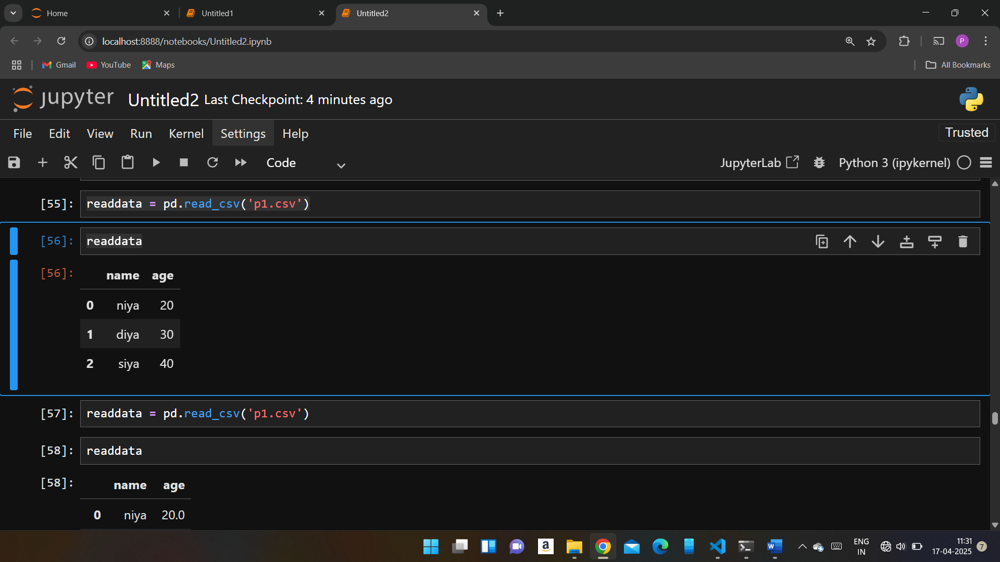 Home
Untitled1
Untitled2
localhost:8888/notebooks/Untitled2.ipynb
P
Gmail
YouTube
Maps
All Bookmarks
jupyter
Untitled2 Last Checkpoint: 4 minutes ago
File Edit View Run Kernel Settings Help
Trusted
Code
JupyterLab
Python 3 (ipykernel)
[55]: readdata = pd.read_csv('p1.csv')
[56]: readdata
[56]: name age
0 niya 20
1 diya 30
2 siya 40
[57]: readdata = pd.read_csv('p1.csv')
[58]: readdata
[58]: name age
0 niya 20.0
a
W
ENG
IN
11:31
17-04-2025
7